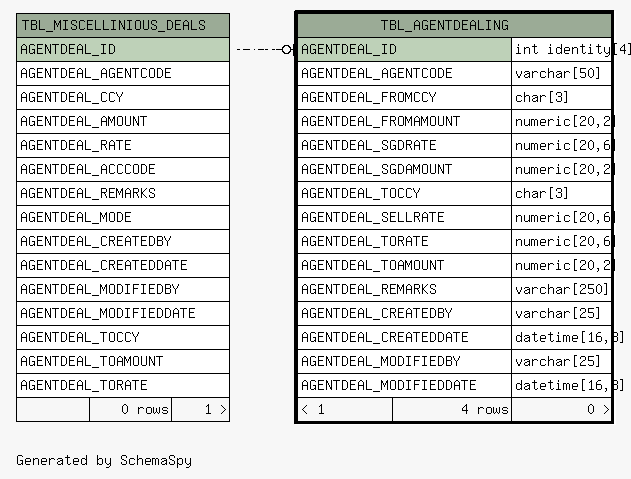 TBL_MISCELLINIOUS_DEALS
AGENTDEAL_ID
AGENTDEAL_AGENTCODE
AGENTDEAL_CCY
AGENTDEAL_AMOUNT
AGENTDEAL_RATE
AGENTDEAL_ACCCODE
AGENTDEAL_REMARKS
AGENTDEAL_MODE
AGENTDEAL_CREATEDBY
AGENTDEAL_CREATEDDATE
AGENTDEAL_MODIFIEDBY
AGENTDEAL_MODIFIEDDATE
AGENTDEAL_TOCCY
AGENTDEAL_TOAMOUNT
AGENTDEAL_TORATE
0 rows 1 >
TBL_AGENTDEALING
AGENTDEAL_ID int identity[4]
AGENTDEAL_AGENTCODE varchar[50]
AGENTDEAL_FROMCCY char[3]
AGENTDEAL_FROMAMOUNT numeric[20,2]
AGENTDEAL_SGDRATE numeric[20,6]
AGENTDEAL_SGDAMOUNT numeric[20,2]
AGENTDEAL_TOCCY char[3]
AGENTDEAL_SELLRATE numeric[20,6]
AGENTDEAL_TORATE numeric[20,6]
AGENTDEAL_TOAMOUNT numeric[20,2]
AGENTDEAL_REMARKS varchar[250]
AGENTDEAL_CREATEDBY varchar[25]
AGENTDEAL_CREATEDDATE datetime[16,3]
AGENTDEAL_MODIFIEDBY varchar[25]
AGENTDEAL_MODIFIEDDATE datetime[16,3]
< 1 4 rows 0 >
Generated by SchemaSpy